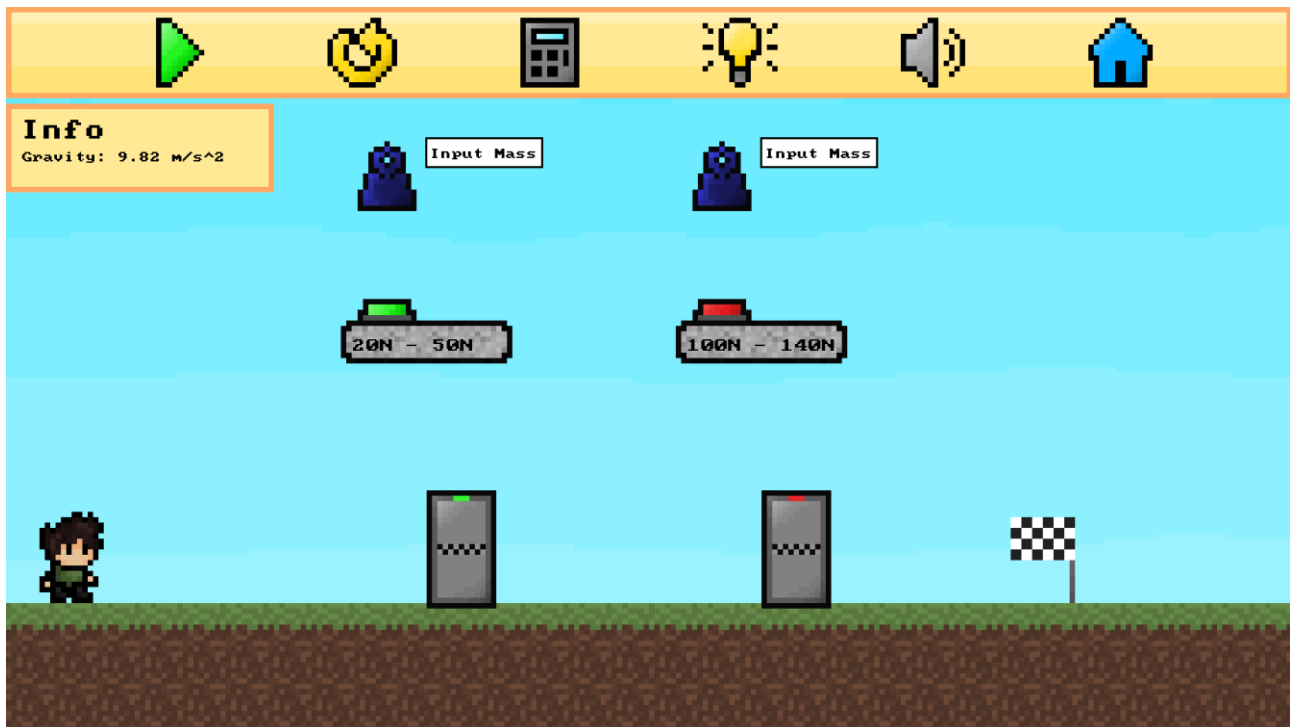 Info
Gravity: 9.82 m/s^2
Input Mass
Input Mass
20N - 50N
100N - 140N